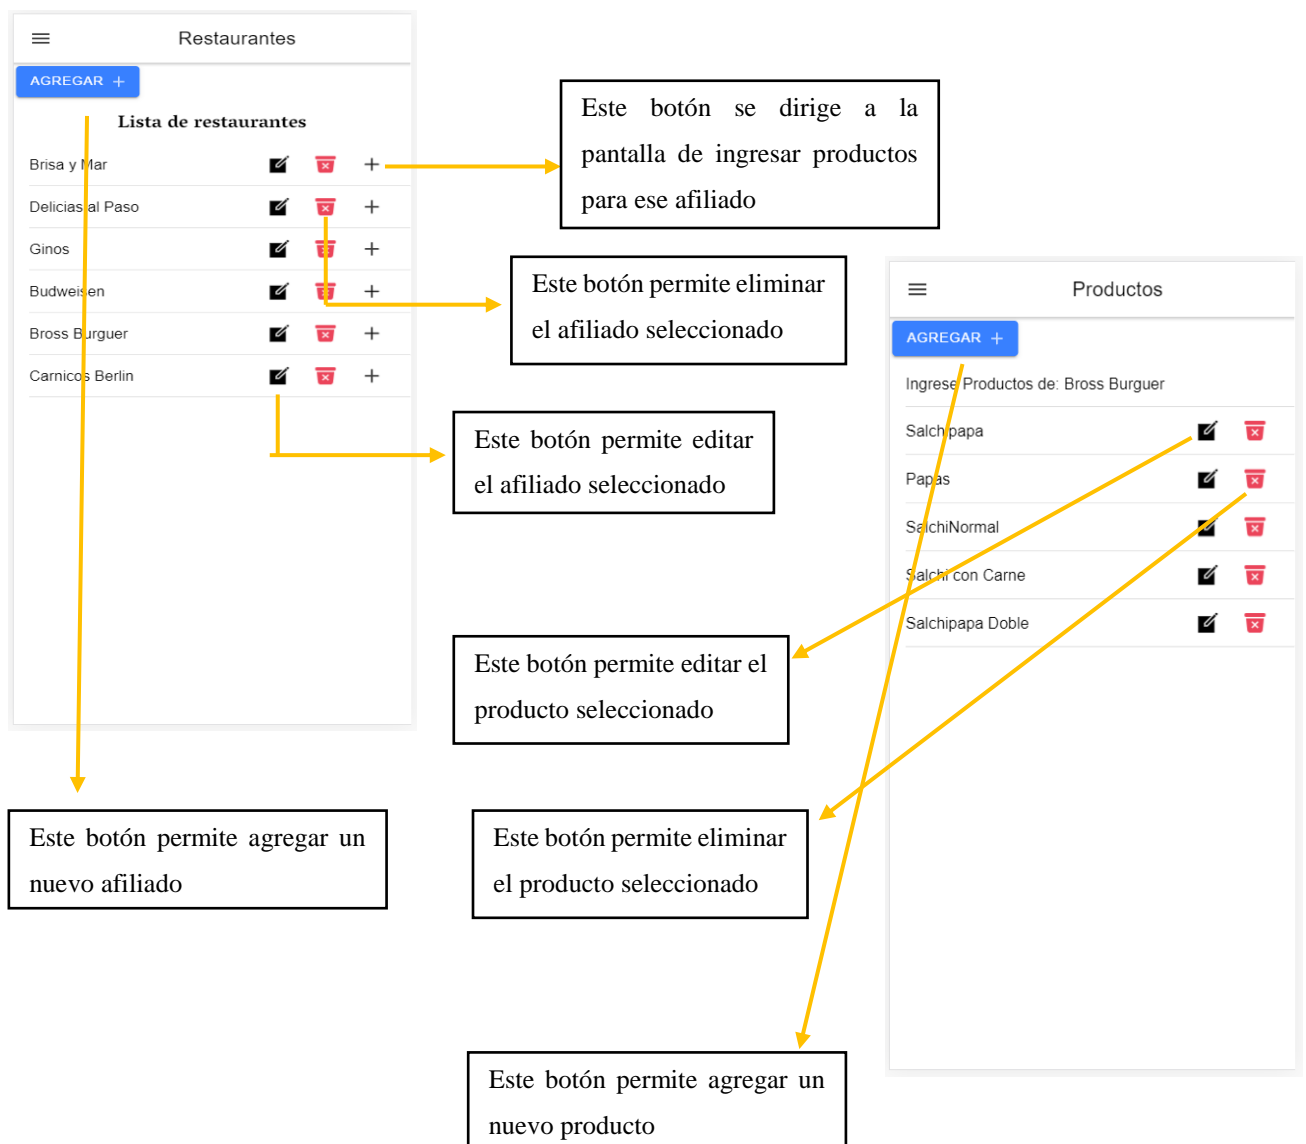 Restaurantes
AGREGAR +
Lista de restaurantes
Brisa y Mar
Delicias al Paso
Ginos
Budweisen
Bross Burguer
Carnicos Berlin
Este botón se dirige a la
pantalla de ingresar productos
para ese afiliado
Este botón permite eliminar
el afiliado seleccionado
Este botón permite editar
el afiliado seleccionado
Productos
AGREGAR +
Ingrese Productos de: Bross Burguer
Salchipapa
Papas
SalchiNormal
Salchi con Carne
Salchipapa Doble
Este botón permite editar el
producto seleccionado
Este botón permite agregar un
nuevo afiliado
Este botón permite eliminar
el producto seleccionado
Este botón permite agregar un
nuevo producto